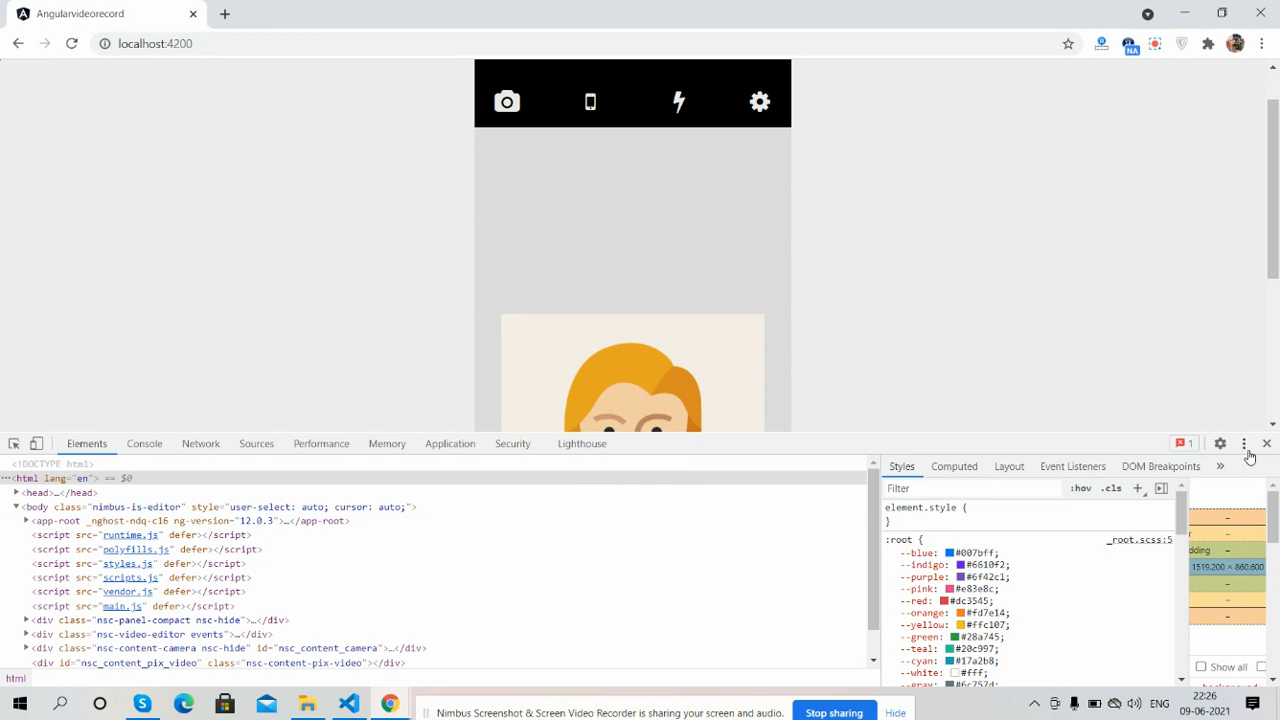 Angularvideorecord
localhost:4200
NA
Elements Console Network Sources Performance Memory Application Security Lighthouse 1
<!DOCTYPE html>
···<html lang="en"> == $0
<head>…</head>
<body class="nimbus-is-editor" style="user-select: auto; cursor: auto;">
<app-root _nghost-ndq-c16 ng-version="12.0.3">…</app-root>
<script src="runtime.js" defer></script>
<script src="polyfills.js" defer></script>
<script src="styles.js" defer></script>
<script src="scripts.js" defer></script>
<script src="vendor.js" defer></script>
<script src="main.js" defer></script>
<div class="nsc-panel-compact nsc-hide">…</div>
<div class="nsc-video-editor events">…</div>
<div class="nsc-content-camera nsc-hide" id="nsc_content_camera">…</div>
<div id="nsc_content_pix_video" class="nsc-content-pix-video">
html
Styles Computed Layout Event Listeners DOM Breakpoints »
Filter :hov .cls +
element.style {
}
:root { _root.scss:5
--blue: #007bff;
--indigo: #6610f2;
--purple: #6f42c1;
--pink: #e83e8c;
--red: #dc3545;
--orange: #fd7e14;
--yellow: #ffc107;
--green: #28a745;
--teal: #20c997;
--cyan: #17a2b8;
--white: #fff;
--gray: #6c757d;
–
r –
dding –
1519.200 × 860.600
–
–
–
Show all
Nimbus Screenshot & Screen Video Recorder is sharing your screen and audio. Stop sharing Hide
22:26
09-06-2021